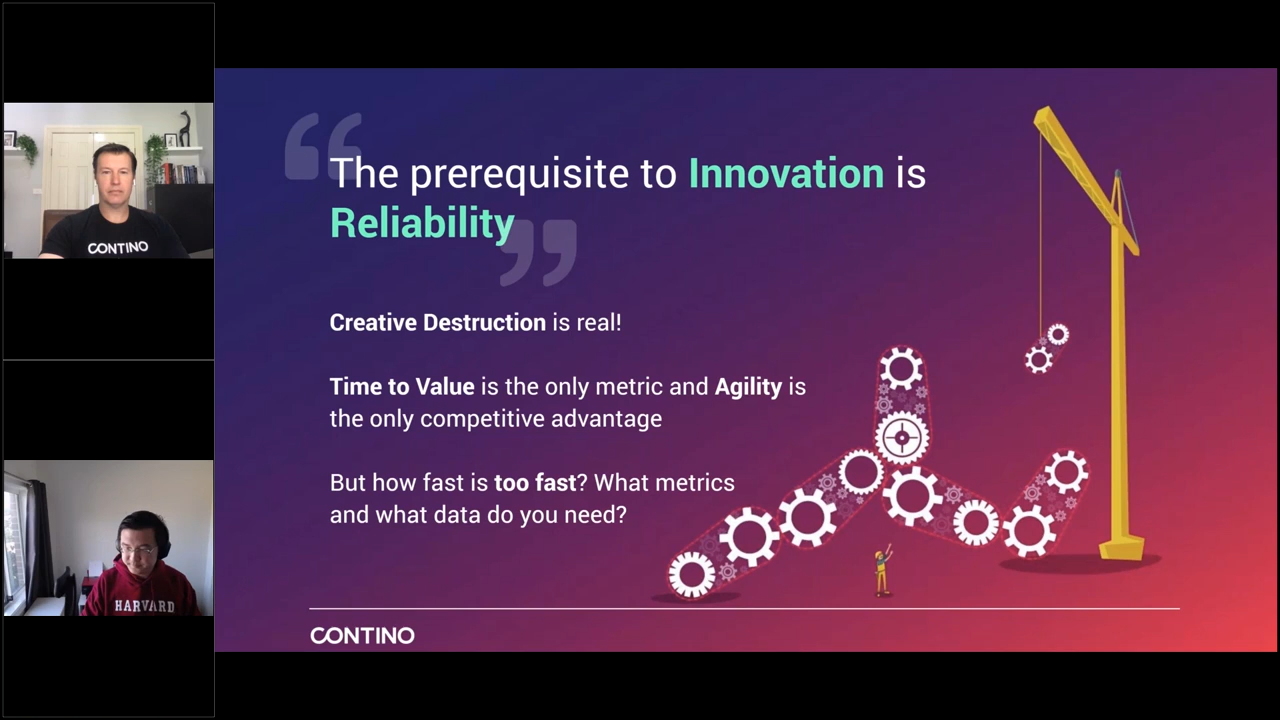 CONTINO
HARVARD
The prerequisite to Innovation is
Reliability
Creative Destruction is real!
Time to Value is the only metric and Agility is
the only competitive advantage
But how fast is too fast? What metrics
and what data do you need?
CONTINO